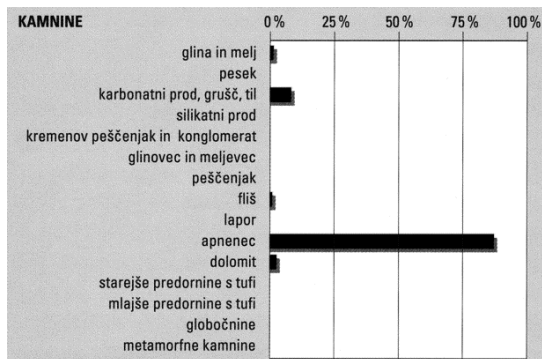 KAMNINE 0 % 25 % 50 % 75 % 100 %
glina in melj
pesek
karbonatni prod, grušč, til
silikatni prod
kremenov peščenjak in konglomerat
glinovec in meljevec
peščenjak
fliš
lapor
apnenec
dolomit
starejše predornine s tufi
mlajše predornine s tufi
globočnine
metamorfne kamnine